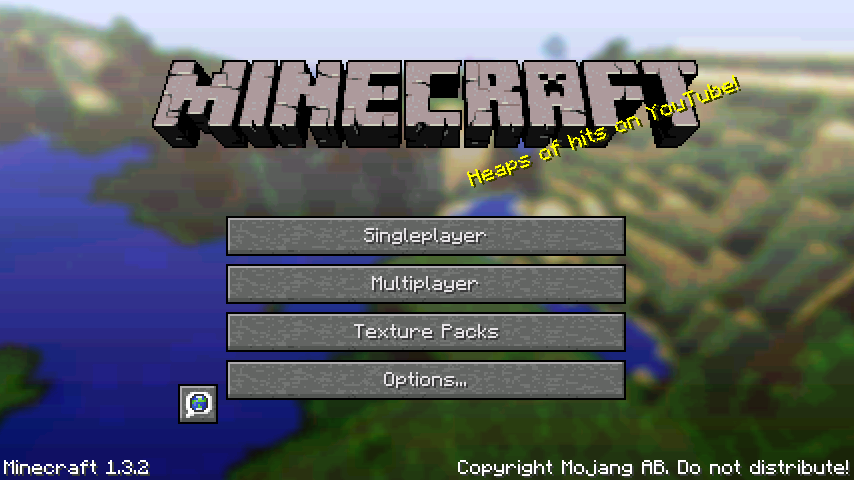 MINECRAFT
Heaps of hits on YouTube!
Singleplayer
Multiplayer
Texture Packs
Options...
Minecraft 1.3.2
Copyright Mojang AB. Do not distribute!